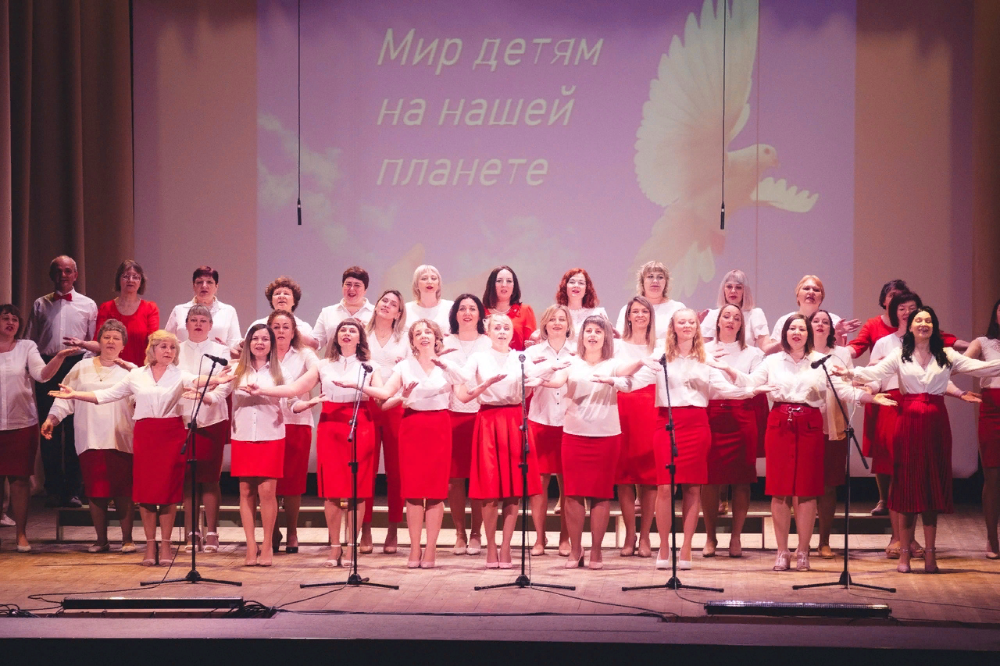 Мир детям
на нашей
планете